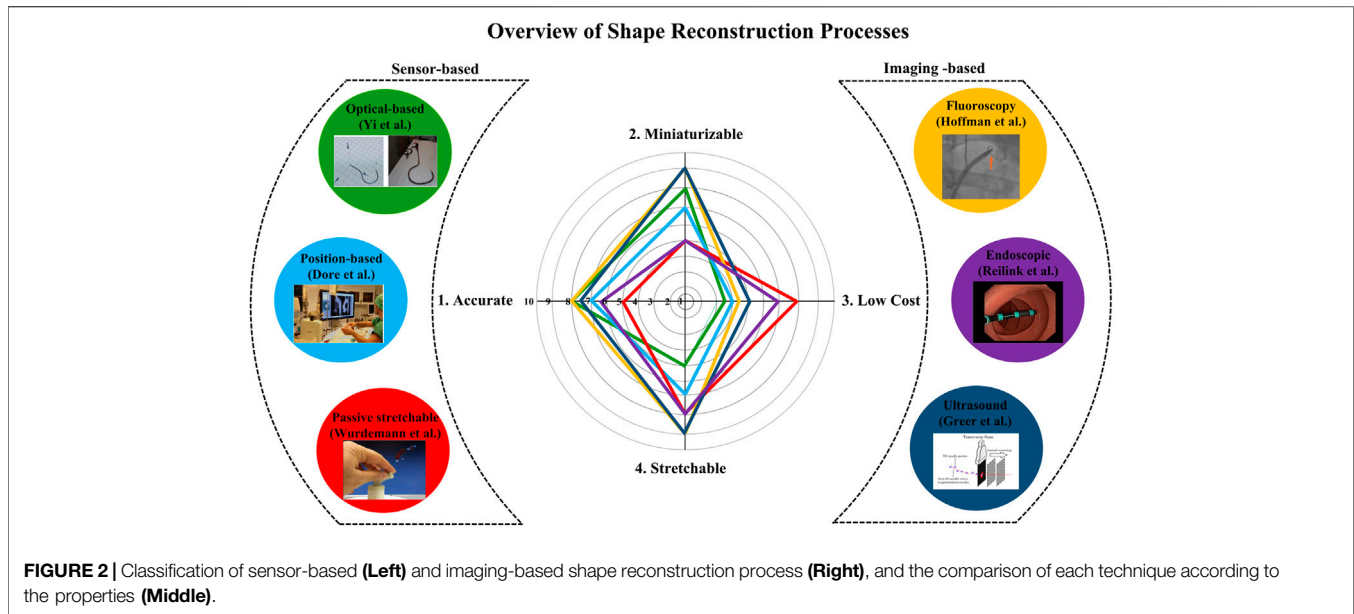 Overview of Shape Reconstruction Processes
Sensor-based
Imaging -based
Optical-based
(Yi et al.)
Position-based
(Dore et al.)
Passive stretchable
(Wurdemann et al.)
2. Miniaturizable
1. Accurate
10 9 8 7 6 5 4 3 2 1
3. Low Cost
4. Stretchable
Fluoroscopy
(Hoffman et al.)
Endoscopic
(Reilink et al.)
Ultrasound
(Greer et al.)
Transverse Scan
FIGURE 2 | Classification of sensor-based (Left) and imaging-based shape reconstruction process (Right), and the comparison of each technique according to
the properties (Middle).